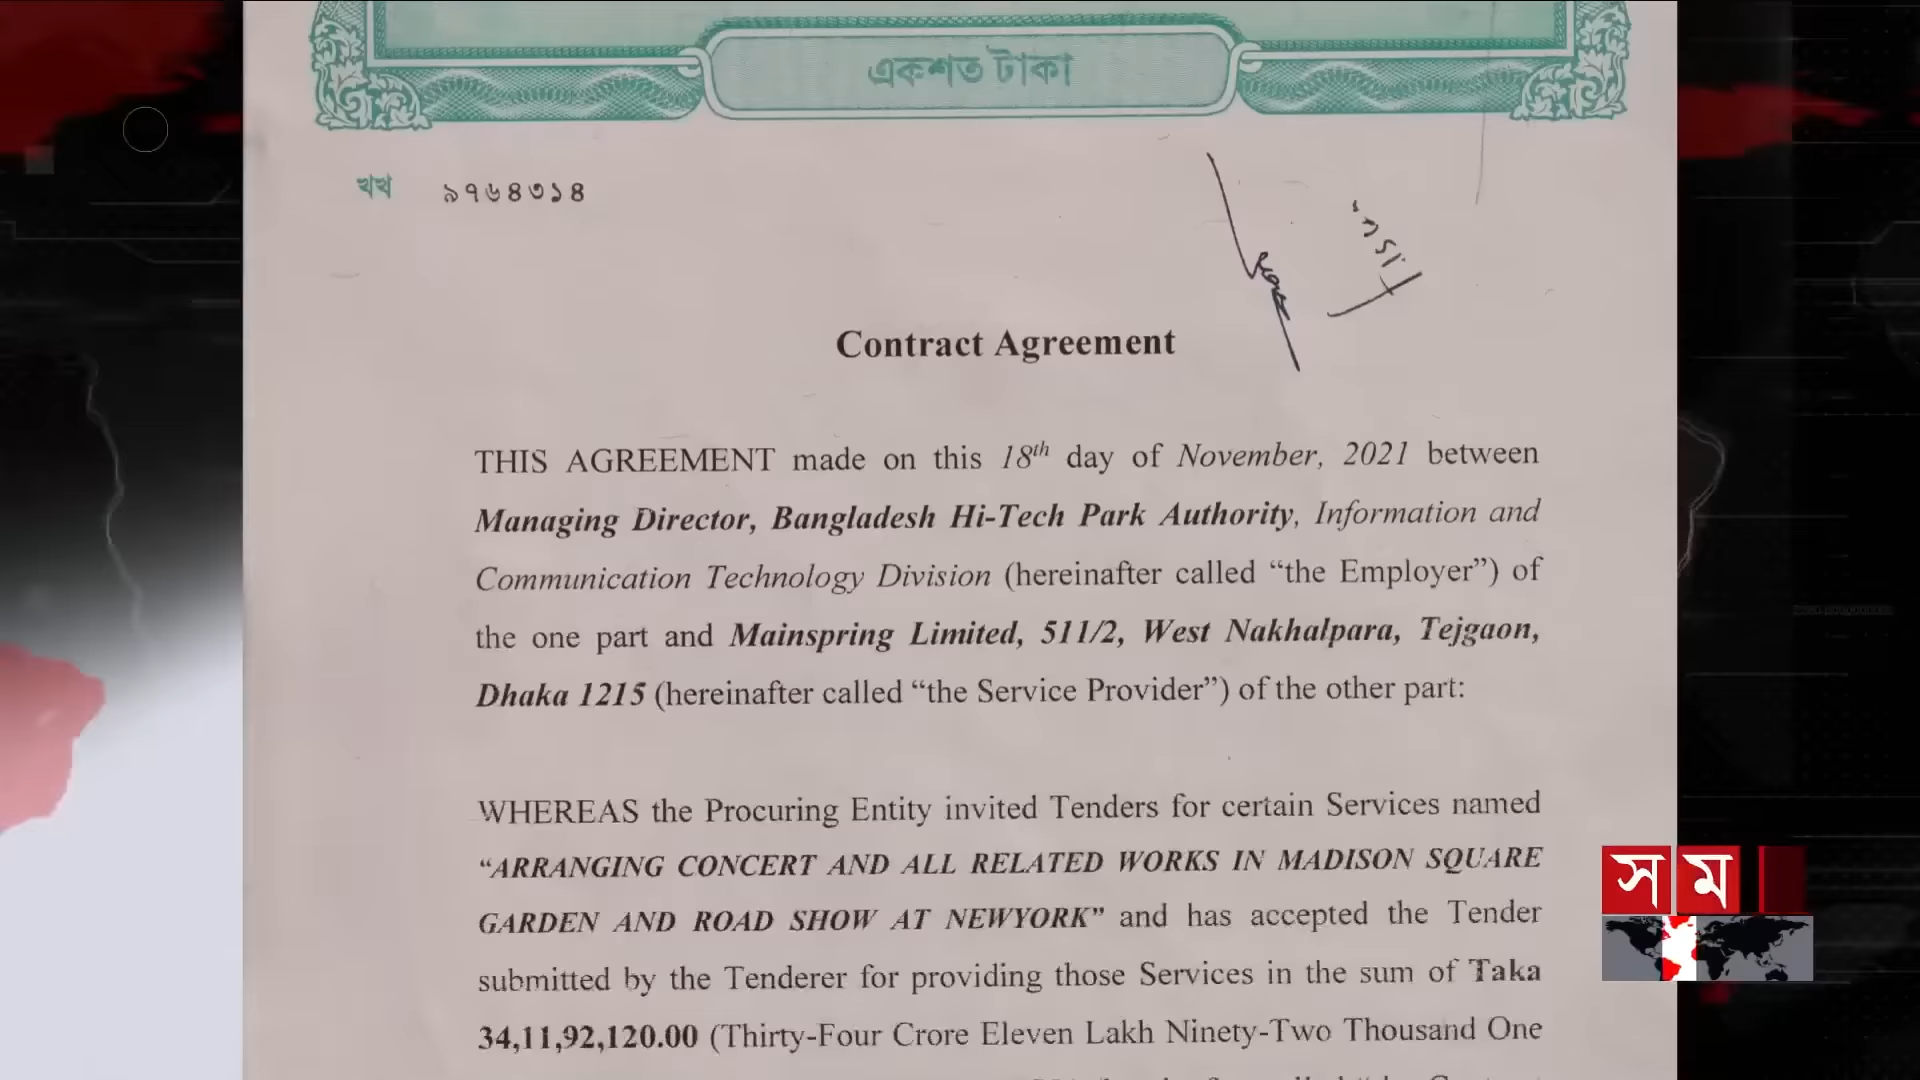 একশত টাকা
খখ ৯৭৬৪৩১৪
Contract Agreement
THIS AGREEMENT made on this 18th day of November, 2021 between
Managing Director, Bangladesh Hi-Tech Park Authority, Information and
Communication Technology Division (hereinafter called “the Employer”) of
the one part and Mainspring Limited, 511/2, West Nakhalpara, Tejgaon,
Dhaka 1215 (hereinafter called “the Service Provider”) of the other part:
WHEREAS the Procuring Entity invited Tenders for certain Services named
“ARRANGING CONCERT AND ALL RELATED WORKS IN MADISON SQUARE
GARDEN AND ROAD SHOW AT NEWYORK” and has accepted the Tender
submitted by the Tenderer for providing those Services in the sum of Taka
34,11,92,120.00 (Thirty-Four Crore Eleven Lakh Ninety-Two Thousand One
সম